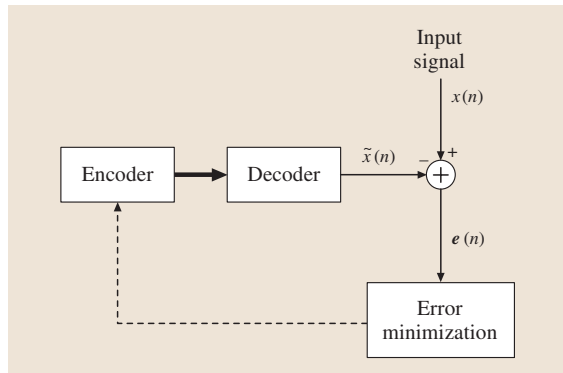 Input
signal
x(n)
x̃(n)
− +
+
Encoder
Decoder
e(n)
Error
minimization